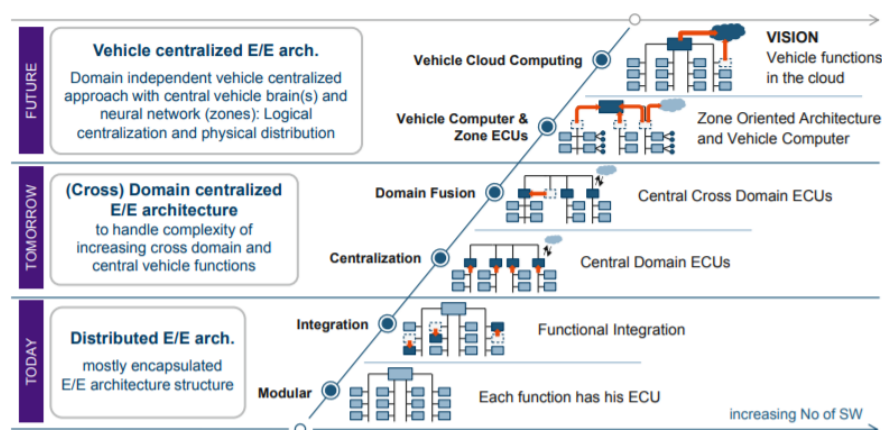 FUTURE
Vehicle centralized E/E arch.
Domain independent vehicle centralized
approach with central vehicle brain(s) and
neural network (zones): Logical
centralization and physical distribution
Vehicle Cloud Computing
VISION
Vehicle functions
in the cloud
Vehicle Computer &
Zone ECUs
Zone Oriented Architecture
and Vehicle Computer
TOMORROW
(Cross) Domain centralized
E/E architecture
to handle complexity of
increasing cross domain and
central vehicle functions
Domain Fusion
Central Cross Domain ECUs
Centralization
Central Domain ECUs
TODAY
Distributed E/E arch.
mostly encapsulated
E/E architecture structure
Integration
Functional Integration
Modular
Each function has his ECU
increasing No of SW